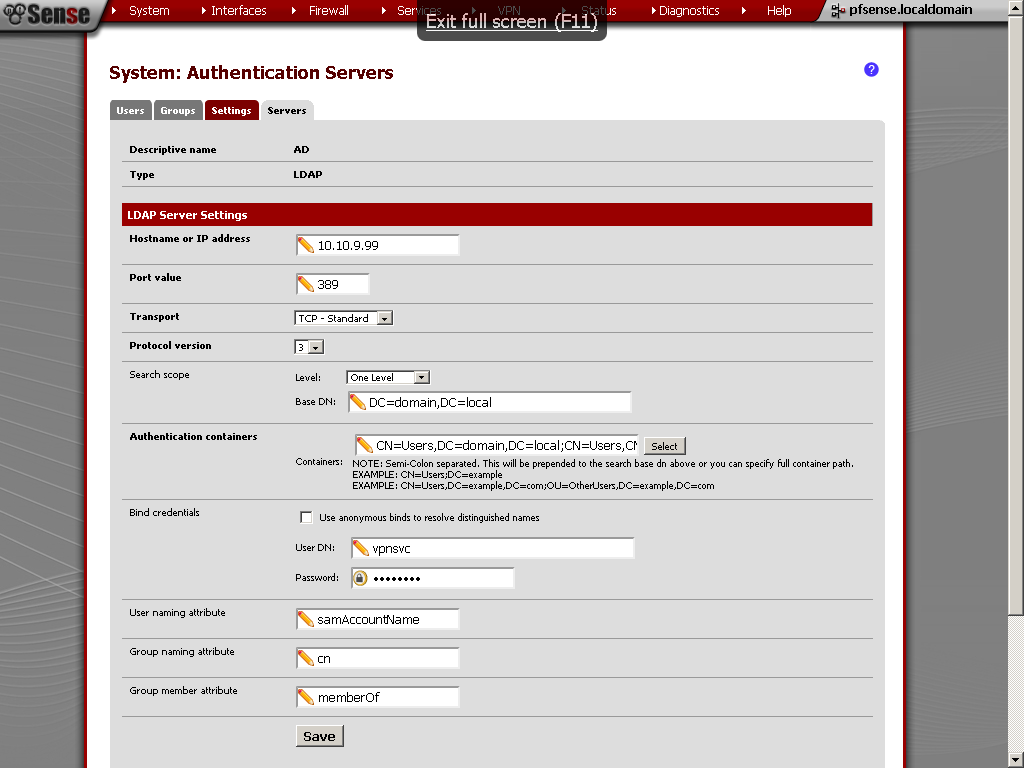 Sense System Interfaces Firewall Services VPN Status Diagnostics Help pfsense.localdomain
Exit full screen (F11)
System: Authentication Servers ?
Users Groups Settings Servers
Descriptive name AD
Type LDAP
LDAP Server Settings
Hostname or IP address 10.10.9.99
Port value 389
Transport TCP - Standard
Protocol version 3
Search scope Level: One Level
Base DN: DC=domain,DC=local
Authentication containers
Containers: CN=Users,DC=domain,DC=local;CN=Users,CN Select
NOTE: Semi-Colon separated. This will be prepended to the search base dn above or you can specify full container path.
EXAMPLE: CN=Users;DC=example
EXAMPLE: CN=Users,DC=example,DC=com;OU=OtherUsers,DC=example,DC=com
Bind credentials
Use anonymous binds to resolve distinguished names
User DN: vpnsvc
Password: ••••••••
User naming attribute samAccountName
Group naming attribute cn
Group member attribute memberOf
Save